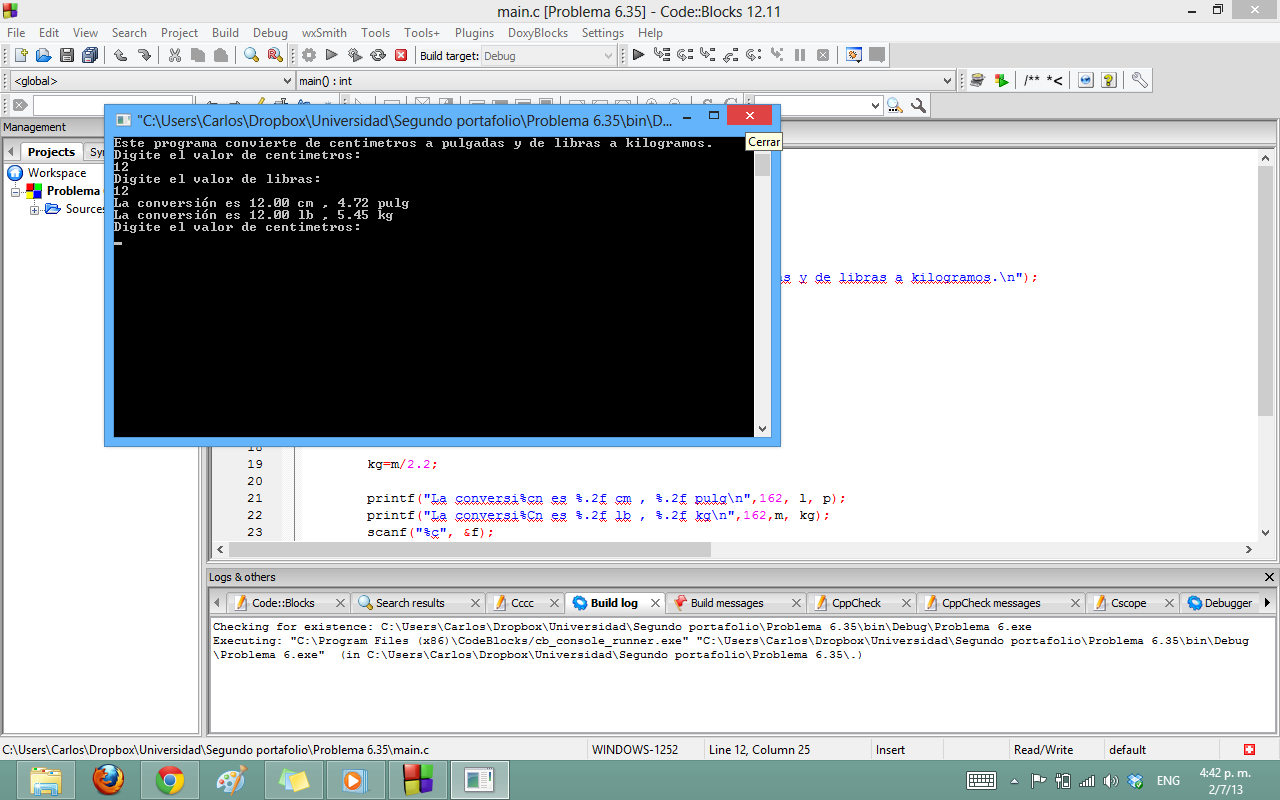 main.c [Problema 6.35] - Code::Blocks 12.11
File Edit View Search Project Build Debug wxSmith Tools Tools+ Plugins DoxyBlocks Settings Help
Build target: Debug
<global> main() : int /** *<
"C:\Users\Carlos\Dropbox\Universidad\Segundo portafolio\Problema 6.35\bin\D...
Cerrar
Management
Projects Sy
Workspace
Problema
Sources
Este programa convierte de centimetros a pulgadas y de libras a kilogramos.
Digite el valor de centimetros:
12
Digite el valor de libras:
12
La conversión es 12.00 cm , 4.72 pulg
La conversión es 12.00 lb , 5.45 kg
Digite el valor de centimetros:
s y de libras a kilogramos.\n");
18
19 kg=m/2.2;
20
21 printf("La conversi%cn es %.2f cm , %.2f pulg\n",162, l, p);
22 printf("La conversi%Cn es %.2f lb , %.2f kg\n",162,m, kg);
23 scanf("%c", &f);
Logs & others
Code::Blocks Search results Cccc Build log Build messages CppCheck CppCheck messages Cscope Debugger
Checking for existence: C:\Users\Carlos\Dropbox\Universidad\Segundo portafolio\Problema 6.35\bin\Debug\Problema 6.exe
Executing: "C:\Program Files (x86)\CodeBlocks/cb_console_runner.exe" "C:\Users\Carlos\Dropbox\Universidad\Segundo portafolio\Problema 6.35\bin\Debug
\Problema 6.exe"  (in C:\Users\Carlos\Dropbox\Universidad\Segundo portafolio\Problema 6.35\.)
C:\Users\Carlos\Dropbox\Universidad\Segundo portafolio\Problema 6.35\main.c WINDOWS-1252 Line 12, Column 25 Insert Read/Write default
ENG
4:42 p. m.
2/7/13